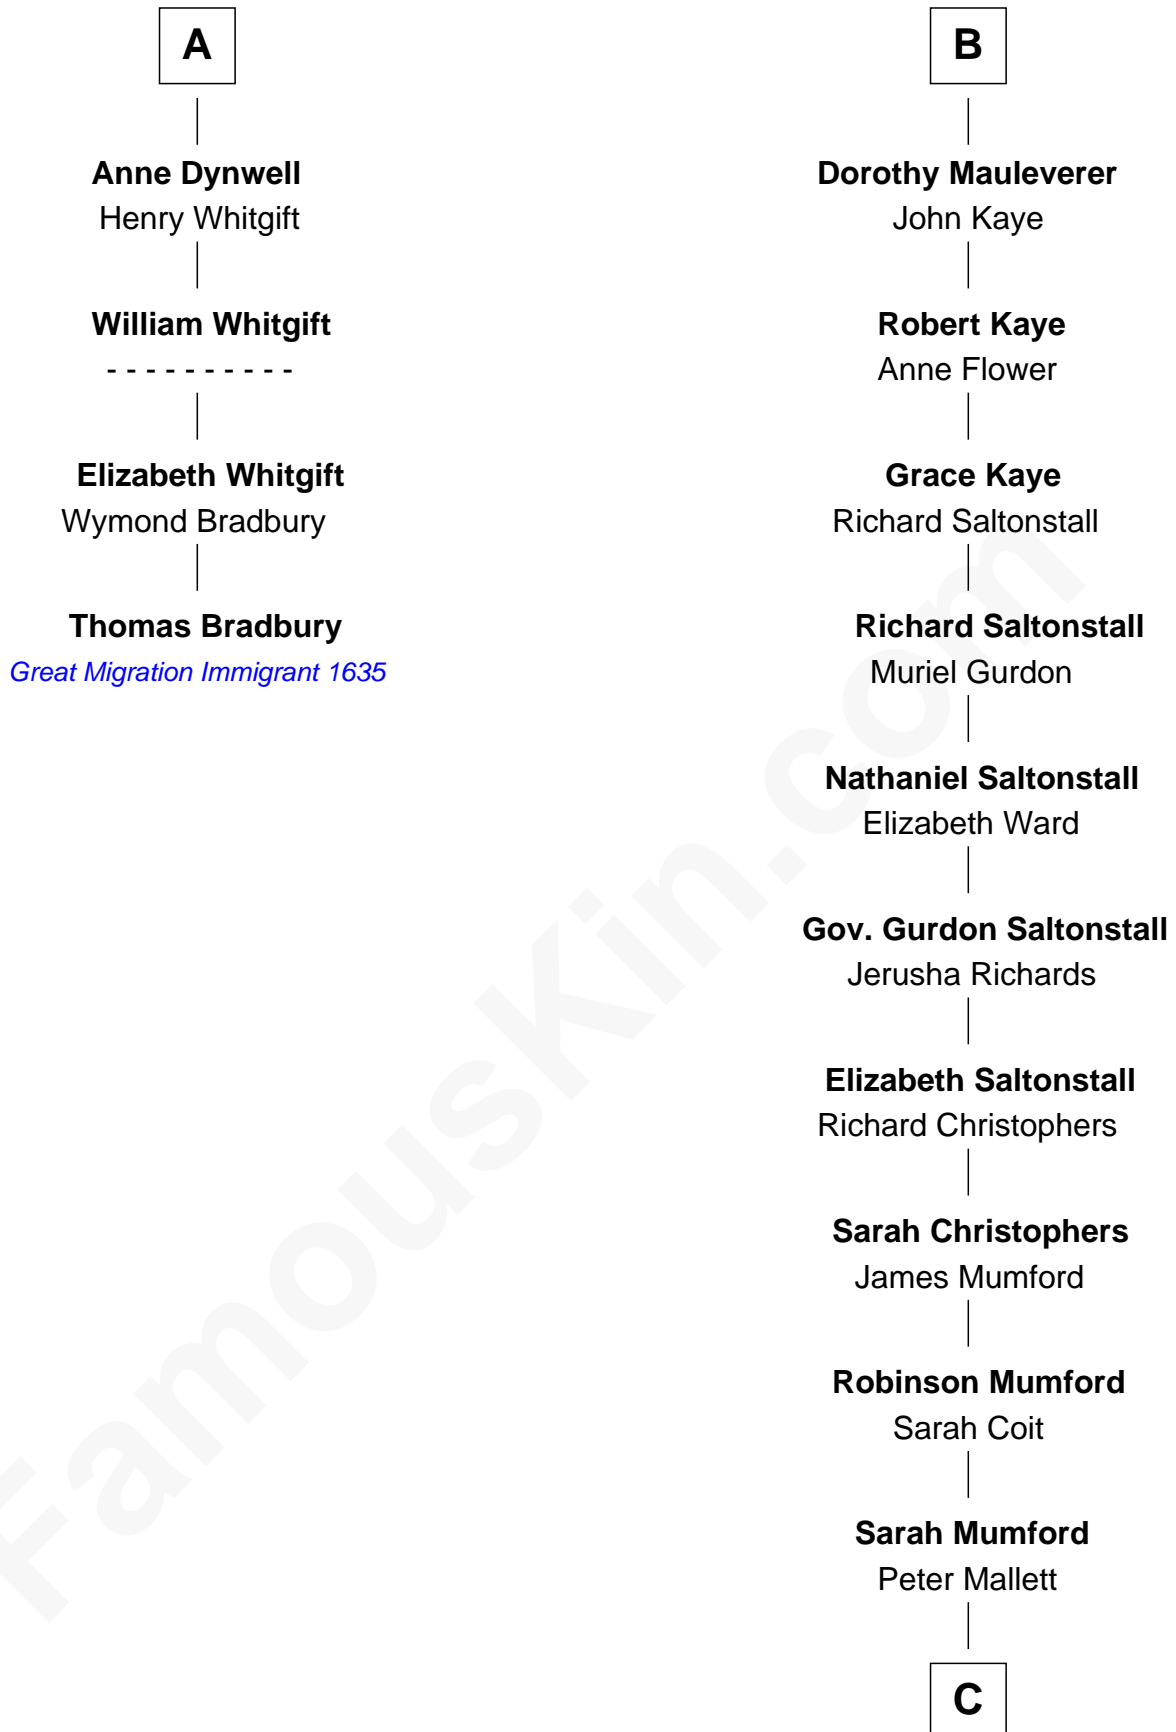 A
Anne Dynwell
Henry Whitgift
William Whitgift
- - - - - - - - - -
Elizabeth Whitgift
Wymond Bradbury
Thomas Bradbury
Great Migration Immigrant 1635
B
Dorothy Mauleverer
John Kaye
Robert Kaye
Anne Flower
Grace Kaye
Richard Saltonstall
Richard Saltonstall
Muriel Gurdon
Nathaniel Saltonstall
Elizabeth Ward
Gov. Gurdon Saltonstall
Jerusha Richards
Elizabeth Saltonstall
Richard Christophers
Sarah Christophers
James Mumford
Robinson Mumford
Sarah Coit
Sarah Mumford
Peter Mallett
C
FamousKin.com